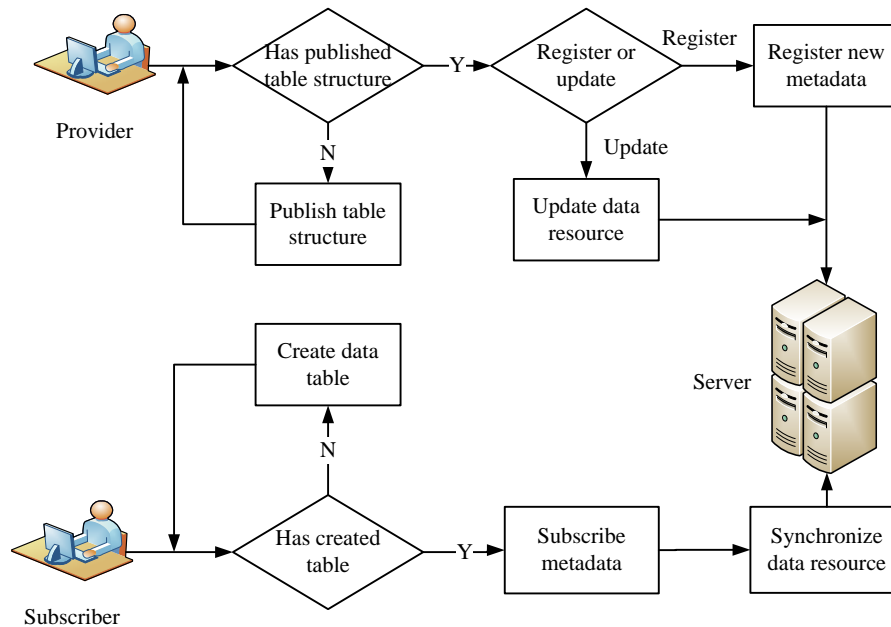 Has published
table structure
Y
Register or
update
Register
Register new
metadata
Provider
N
Update
Publish table
structure
Update data
resource
Create data
table
Server
N
Has created
table
Y
Subscribe
metadata
Synchronize
data resource
Subscriber